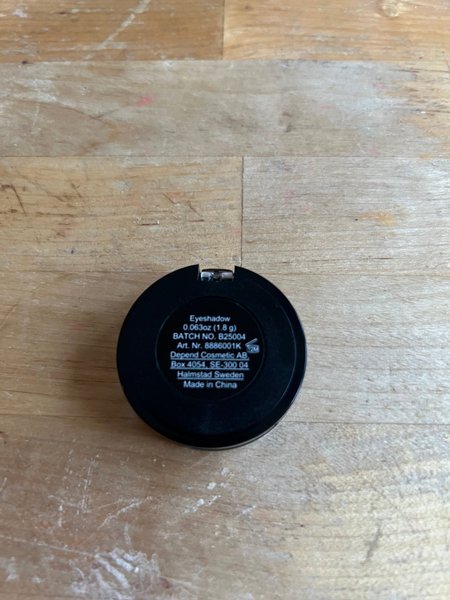 Eyeshadow
0.063oz (1.8 g)
BATCH NO. B25004
Art. Nr. 8886001K
Depend Cosmetic AB,
Box 4054, SE-300 04
Halmstad Sweden
Made in China